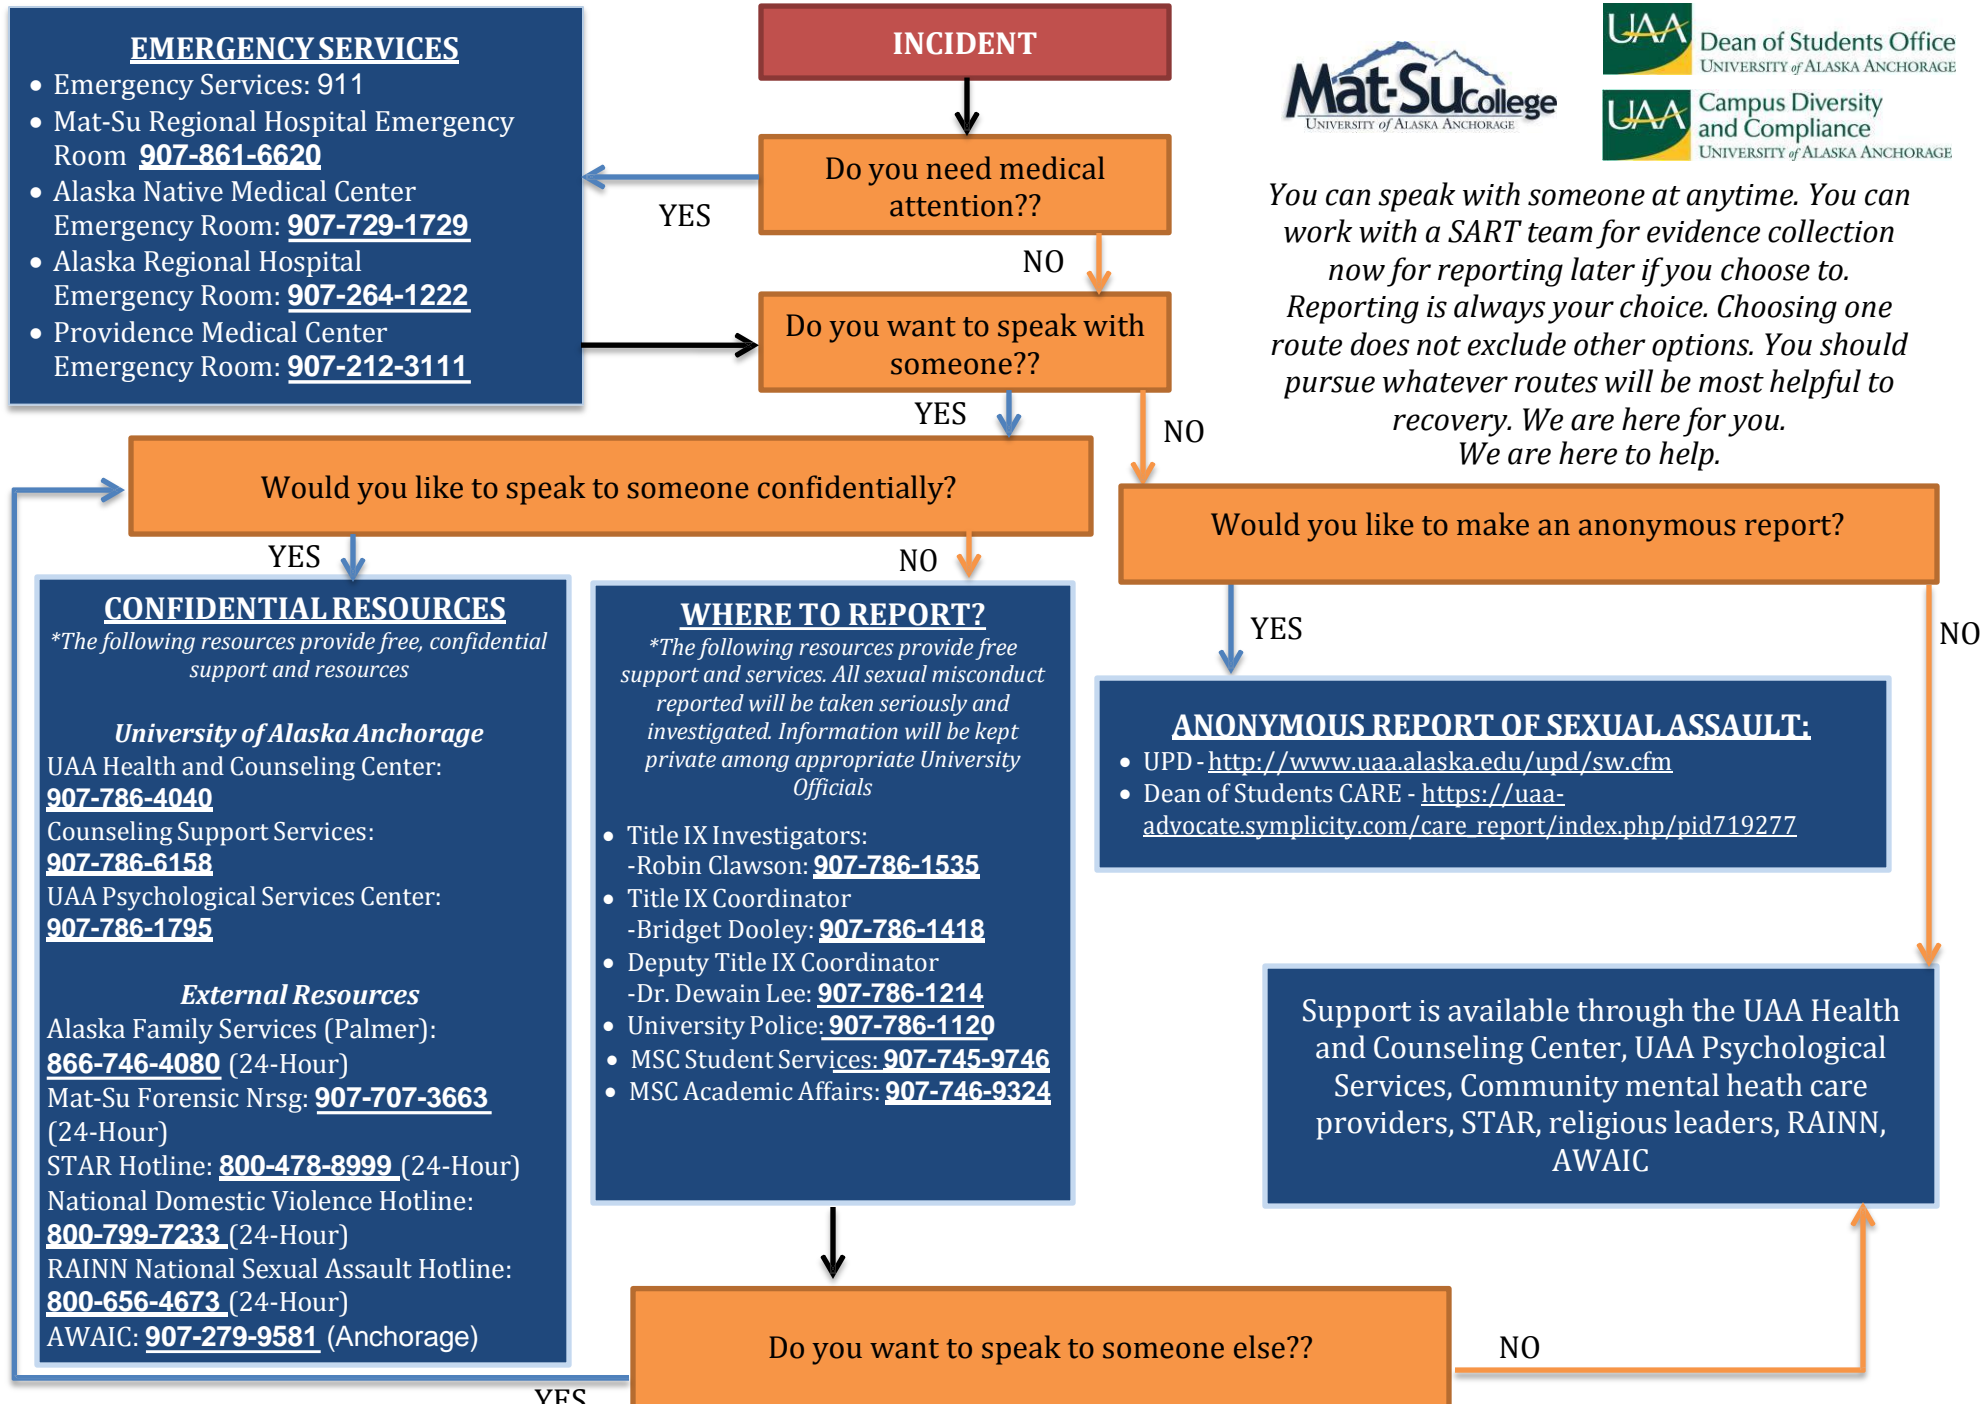 EMERGENCY SERVICES
• Emergency Services: 911
• Mat-Su Regional Hospital Emergency
Room 907-861-6620
• Alaska Native Medical Center
Emergency Room: 907-729-1729
• Alaska Regional Hospital
Emergency Room: 907-264-1222
• Providence Medical Center
Emergency Room: 907-212-3111
INCIDENT
Do you need medical
attention??
YES
NO
Do you want to speak with
someone??
YES
NO
Mat-Su College
UNIVERSITY of ALASKA ANCHORAGE
UAA Dean of Students Office
UNIVERSITY of ALASKA ANCHORAGE
UAA Campus Diversity
and Compliance
UNIVERSITY of ALASKA ANCHORAGE
You can speak with someone at anytime. You can
work with a SART team for evidence collection
now for reporting later if you choose to.
Reporting is always your choice. Choosing one
route does not exclude other options. You should
pursue whatever routes will be most helpful to
recovery. We are here for you.
We are here to help.
Would you like to speak to someone confidentially?
YES
NO
Would you like to make an anonymous report?
YES
NO
CONFIDENTIAL RESOURCES
*The following resources provide free, confidential
support and resources
University of Alaska Anchorage
UAA Health and Counseling Center:
907-786-4040
Counseling Support Services:
907-786-6158
UAA Psychological Services Center:
907-786-1795
External Resources
Alaska Family Services (Palmer):
866-746-4080 (24-Hour)
Mat-Su Forensic Nrsg: 907-707-3663
(24-Hour)
STAR Hotline: 800-478-8999 (24-Hour)
National Domestic Violence Hotline:
800-799-7233 (24-Hour)
RAINN National Sexual Assault Hotline:
800-656-4673 (24-Hour)
AWAIC: 907-279-9581 (Anchorage)
WHERE TO REPORT?
*The following resources provide free
support and services. All sexual misconduct
reported will be taken seriously and
investigated. Information will be kept
private among appropriate University
Officials
• Title IX Investigators:
-Robin Clawson: 907-786-1535
• Title IX Coordinator
-Bridget Dooley: 907-786-1418
• Deputy Title IX Coordinator
-Dr. Dewain Lee: 907-786-1214
• University Police: 907-786-1120
• MSC Student Services: 907-745-9746
• MSC Academic Affairs: 907-746-9324
ANONYMOUS REPORT OF SEXUAL ASSAULT:
• UPD - http://www.uaa.alaska.edu/upd/sw.cfm
• Dean of Students CARE - https://uaa-
advocate.symplicity.com/care_report/index.php/pid719277
Support is available through the UAA Health
and Counseling Center, UAA Psychological
Services, Community mental heath care
providers, STAR, religious leaders, RAINN,
AWAIC
Do you want to speak to someone else??
NO
YES